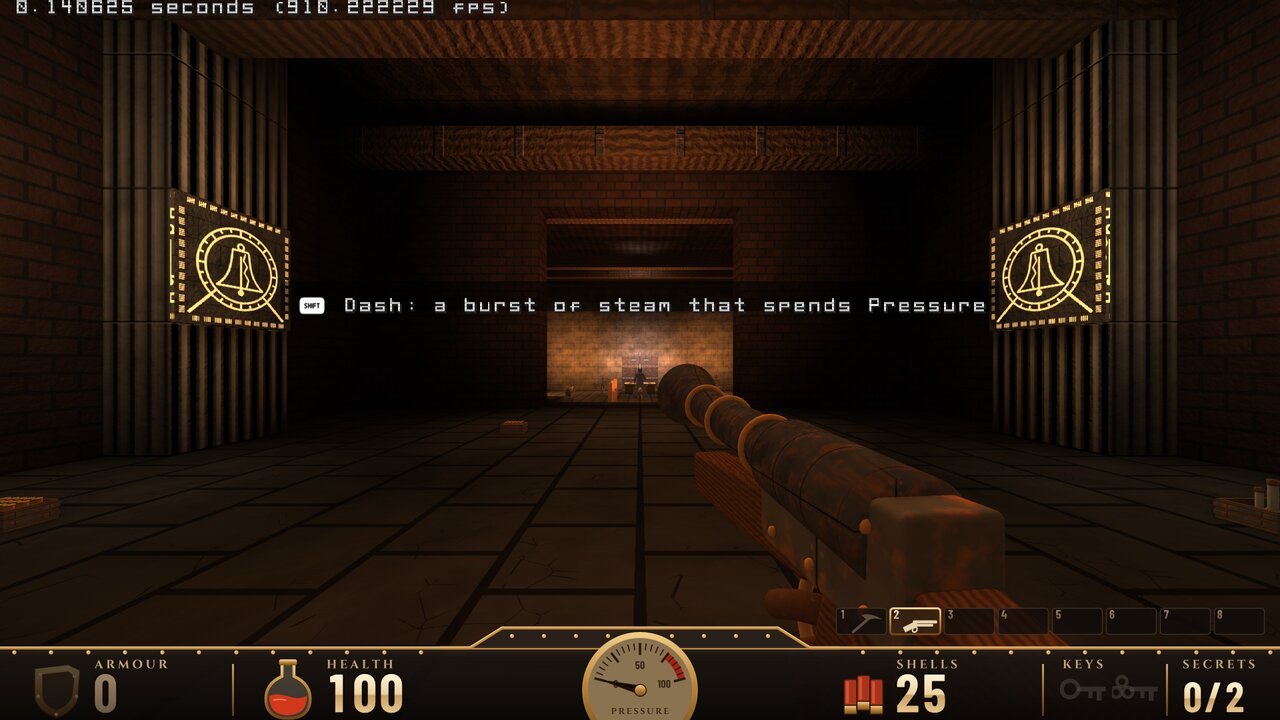 0.140625 seconds (910.222229 fps)
SHIFT Dash: a burst of steam that spends Pressure
1 2 3 4 5 6 7 8
ARMOUR
0
HEALTH
100
50
100
PRESSURE
SHELLS
25
KEYS
SECRETS
0/2